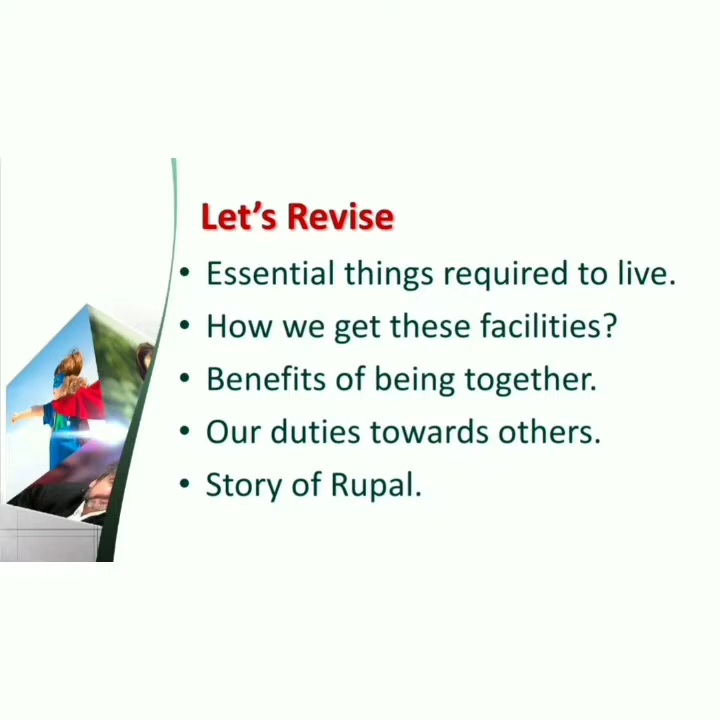 Let's Revise
• Essential things required to live.
• How we get these facilities?
• Benefits of being together.
• Our duties towards others.
• Story of Rupal.